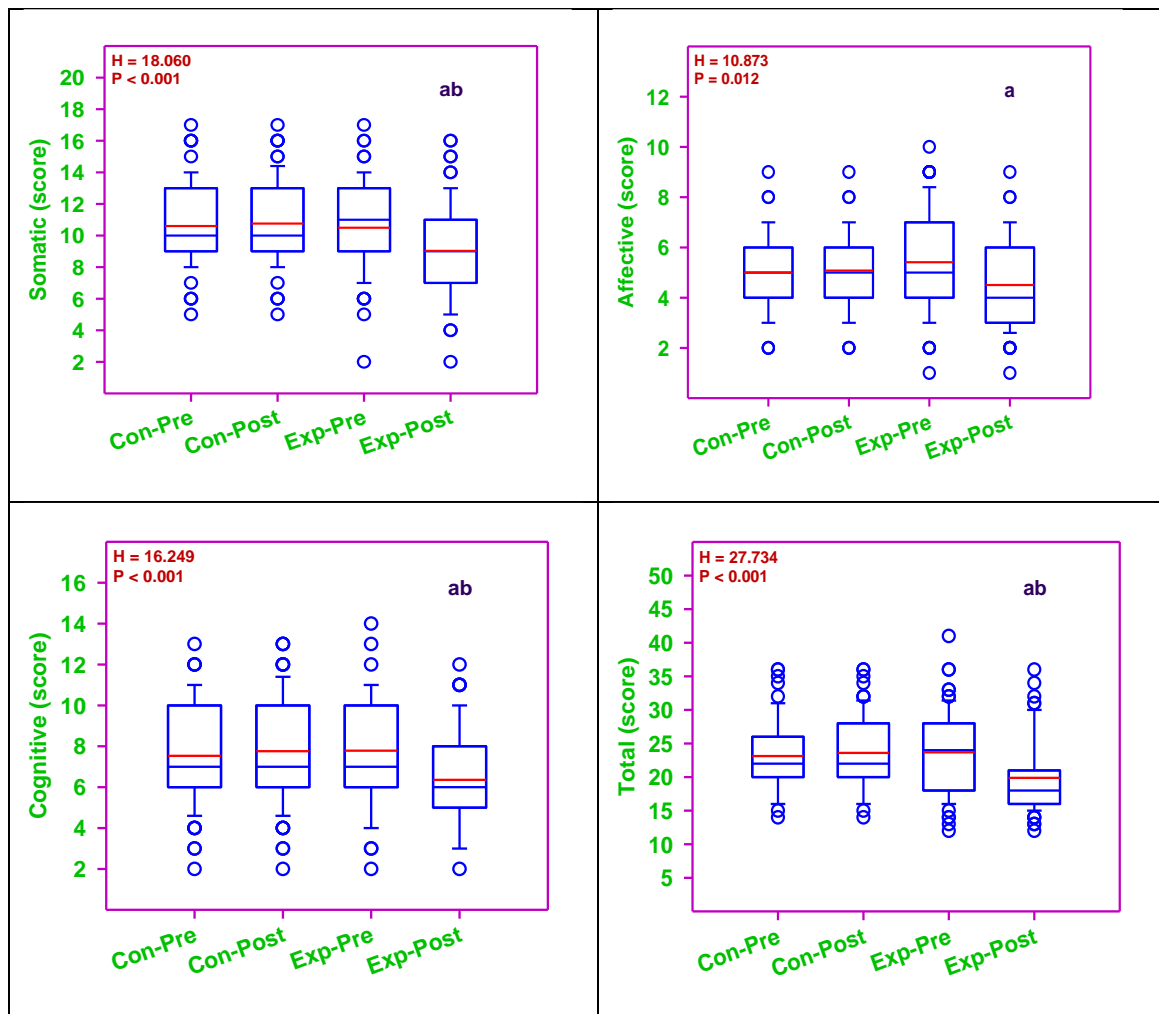 H = 18.060
P < 0.001
ab
Somatic (score)
20
18
16
14
12
10
8
6
4
2
Con-Pre
Con-Post
Exp-Pre
Exp-Post
H = 10.873
P = 0.012
a
Affective (score)
12
10
8
6
4
2
Con-Pre
Con-Post
Exp-Pre
Exp-Post
H = 16.249
P < 0.001
ab
Cognitive (score)
16
14
12
10
8
6
4
2
Con-Pre
Con-Post
Exp-Pre
Exp-Post
H = 27.734
P < 0.001
ab
Total (score)
50
45
40
35
30
25
20
15
10
5
Con-Pre
Con-Post
Exp-Pre
Exp-Post